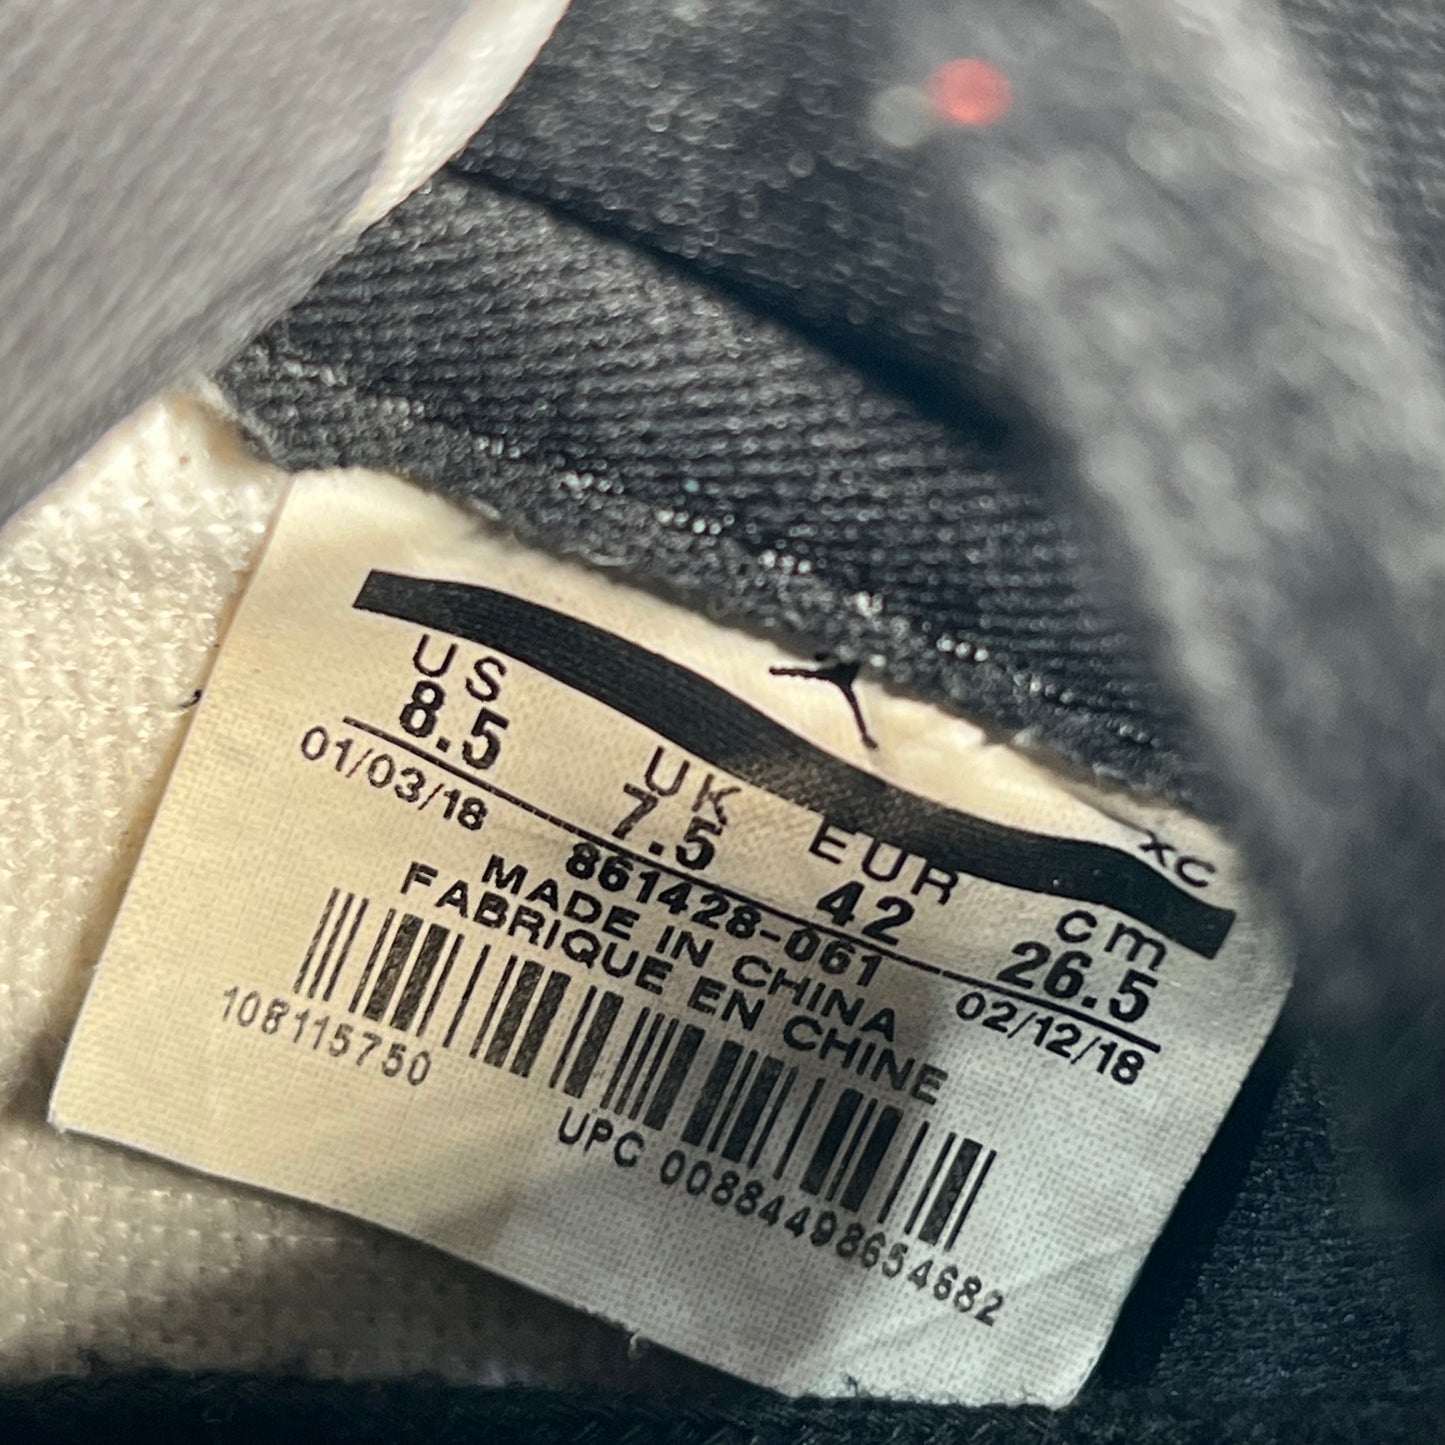 XC
US UK EUR cm
8.5 7.5 42 26.5
01/03/18 861428-061 02/12/18
MADE IN CHINA
FABRIQUE EN CHINE
108115750
UPC 00884498654682